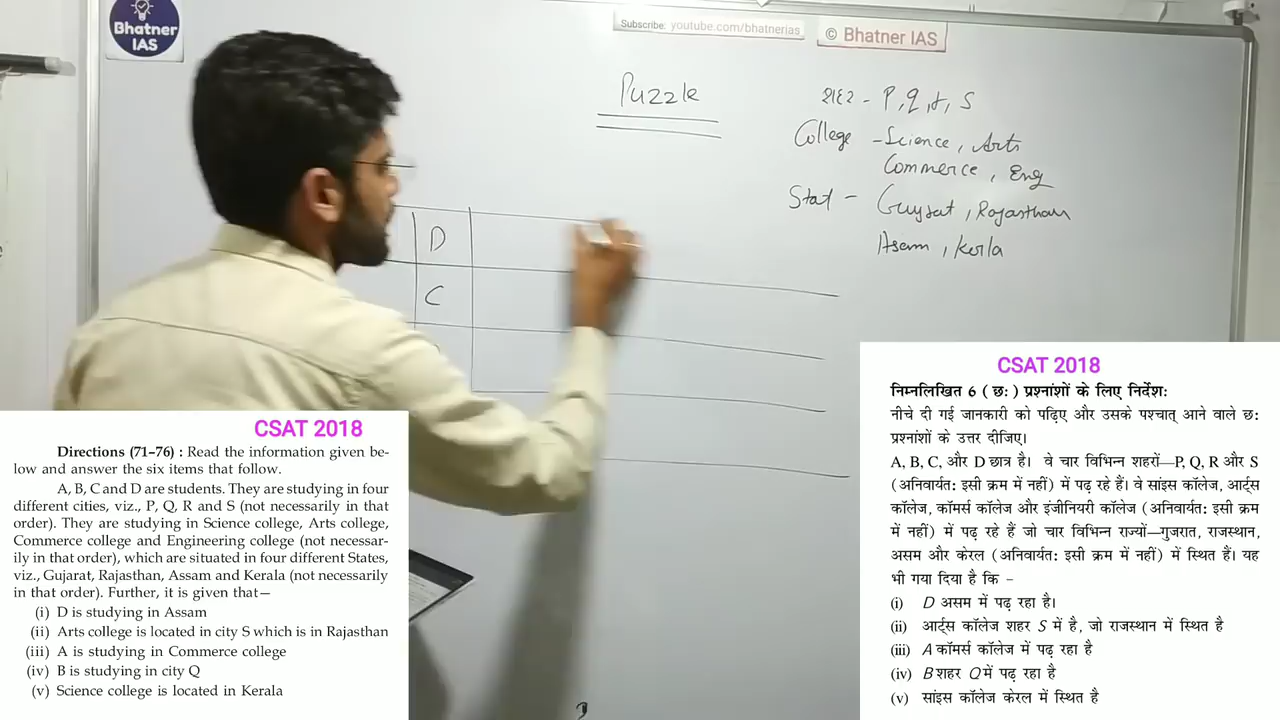 Bhatner
IAS
Subscribe: youtube.com/bhatnerias
© Bhatner IAS
Puzzle
शहर - P, Q, r, S
College - Science, Arts
Commerce, Eng
Stat - Gujrat, Rajasthan
Asam, Kerla
D
C
CSAT 2018
Directions (71–76) : Read the information given be-
low and answer the six items that follow.
A, B, C and D are students. They are studying in four
different cities, viz., P, Q, R and S (not necessarily in that
order). They are studying in Science college, Arts college,
Commerce college and Engineering college (not necessar-
ily in that order), which are situated in four different States,
viz., Gujarat, Rajasthan, Assam and Kerala (not necessarily
in that order). Further, it is given that—
(i) D is studying in Assam
(ii) Arts college is located in city S which is in Rajasthan
(iii) A is studying in Commerce college
(iv) B is studying in city Q
(v) Science college is located in Kerala
CSAT 2018
निम्नलिखित 6 (छः) प्रश्नांशों के लिए निर्देशः
नीचे दी गई जानकारी को पढ़िए और उसके पश्चात् आने वाले छः
प्रश्नांशों के उत्तर दीजिए।
A, B, C, और D छात्र है। वे चार विभिन्न शहरों—P, Q, R और S
(अनिवार्यतः इसी क्रम में नहीं) में पढ़ रहे हैं। वे सांइस कॉलेज, आर्ट्स
कॉलेज, कॉमर्स कॉलेज और इंजीनियरी कॉलेज (अनिवार्यतः इसी क्रम
में नहीं) में पढ़ रहे हैं जो चार विभिन्न राज्यों—गुजरात, राजस्थान,
असम और केरल (अनिवार्यतः इसी क्रम में नहीं) में स्थित हैं। यह
भी गया दिया है कि –
(i) D असम में पढ़ रहा है।
(ii) आर्ट्स कॉलेज शहर S में है, जो राजस्थान में स्थित है
(iii) A कॉमर्स कॉलेज में पढ़ रहा है
(iv) B शहर Q में पढ़ रहा है
(v) सांइस कॉलेज केरल में स्थित है